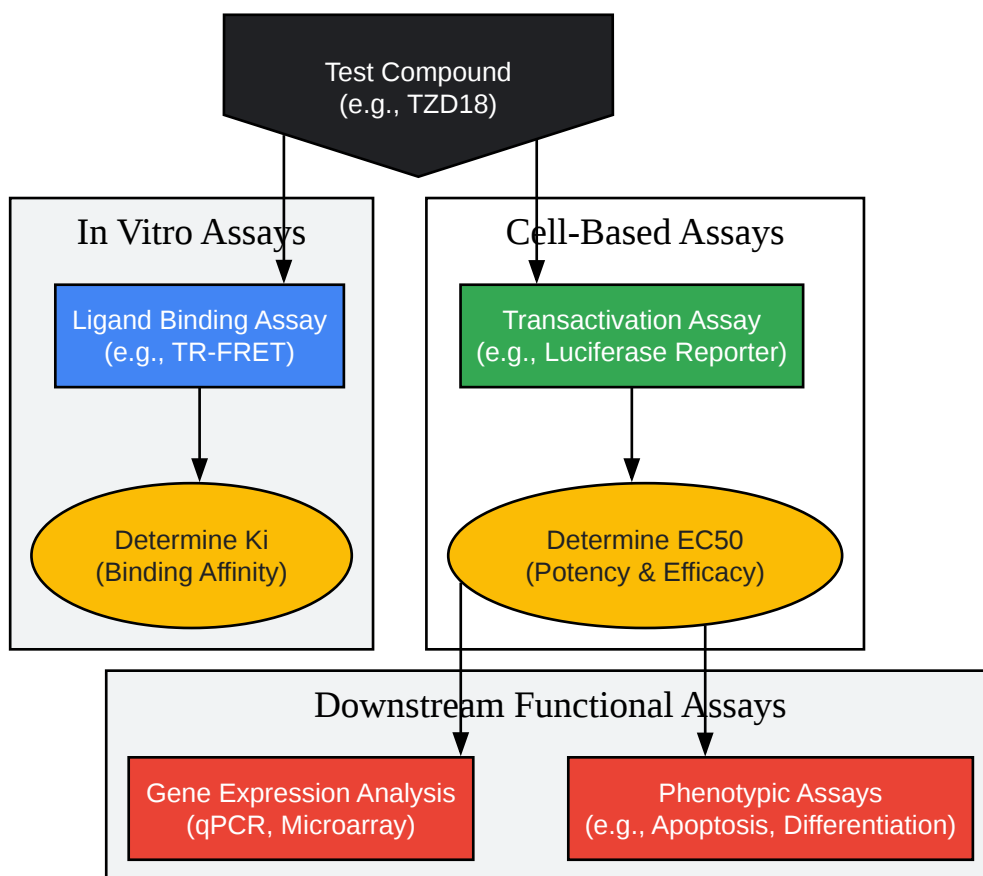 Test Compound
(e.g., TZD18)
In Vitro Assays
Cell-Based Assays
Ligand Binding Assay
(e.g., TR-FRET)
Transactivation Assay
(e.g., Luciferase Reporter)
Determine Ki
(Binding Affinity)
Determine EC50
(Potency & Efficacy)
Downstream Functional Assays
Gene Expression Analysis
(qPCR, Microarray)
Phenotypic Assays
(e.g., Apoptosis, Differentiation)